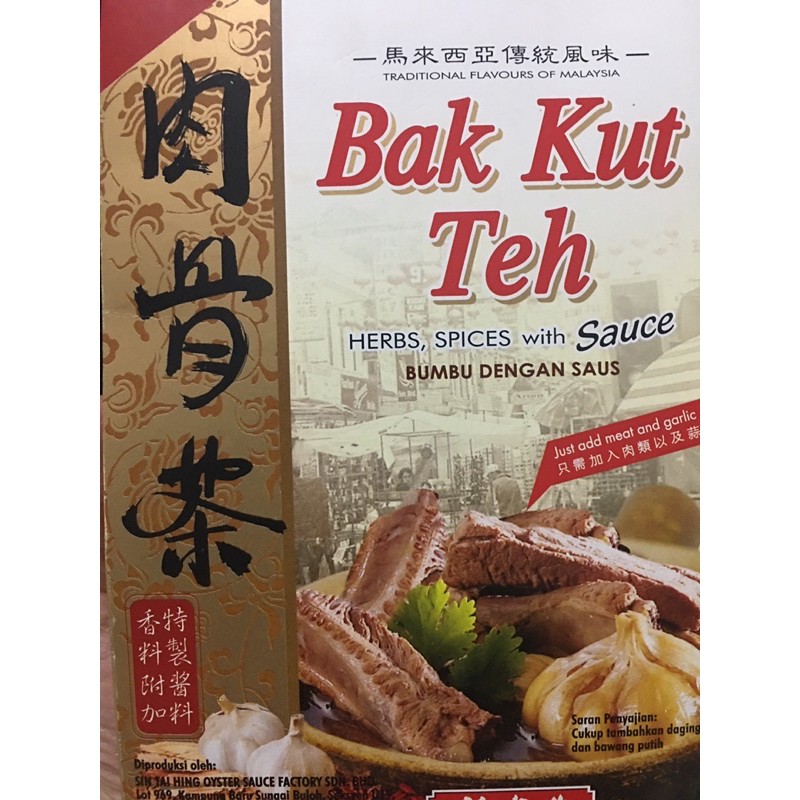 馬來西亞傳統風味
TRADITIONAL FLAVOURS OF MALAYSIA
肉骨茶
Bak Kut
Teh
HERBS, SPICES with Sauce
BUMBU DENGAN SAUS
Just add meat and garlic
只需加入肉類以及蒜
特製醬料
香料附加
Saran Penyajian:
Cukup tambahkan daging
dan bawang putih
Diproduksi oleh:
SIN TAI HING OYSTER SAUCE FACTORY SDN. BHD.
Lot 969, Kampung Baru Sungai Buloh,